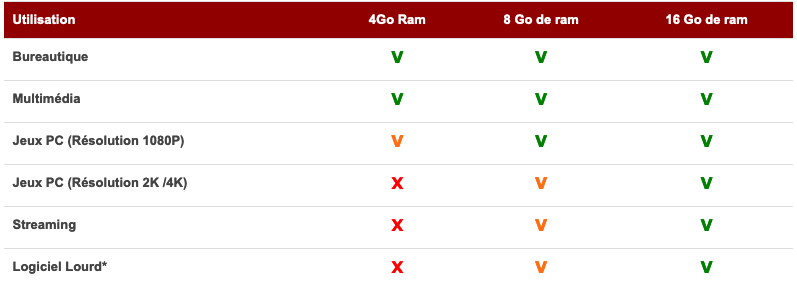 Utilisation 4Go Ram 8 Go de ram 16 Go de ram
Bureautique V V V
Multimédia V V V
Jeux PC (Résolution 1080P) V V V
Jeux PC (Résolution 2K /4K) X V V
Streaming X V V
Logiciel Lourd* X V V